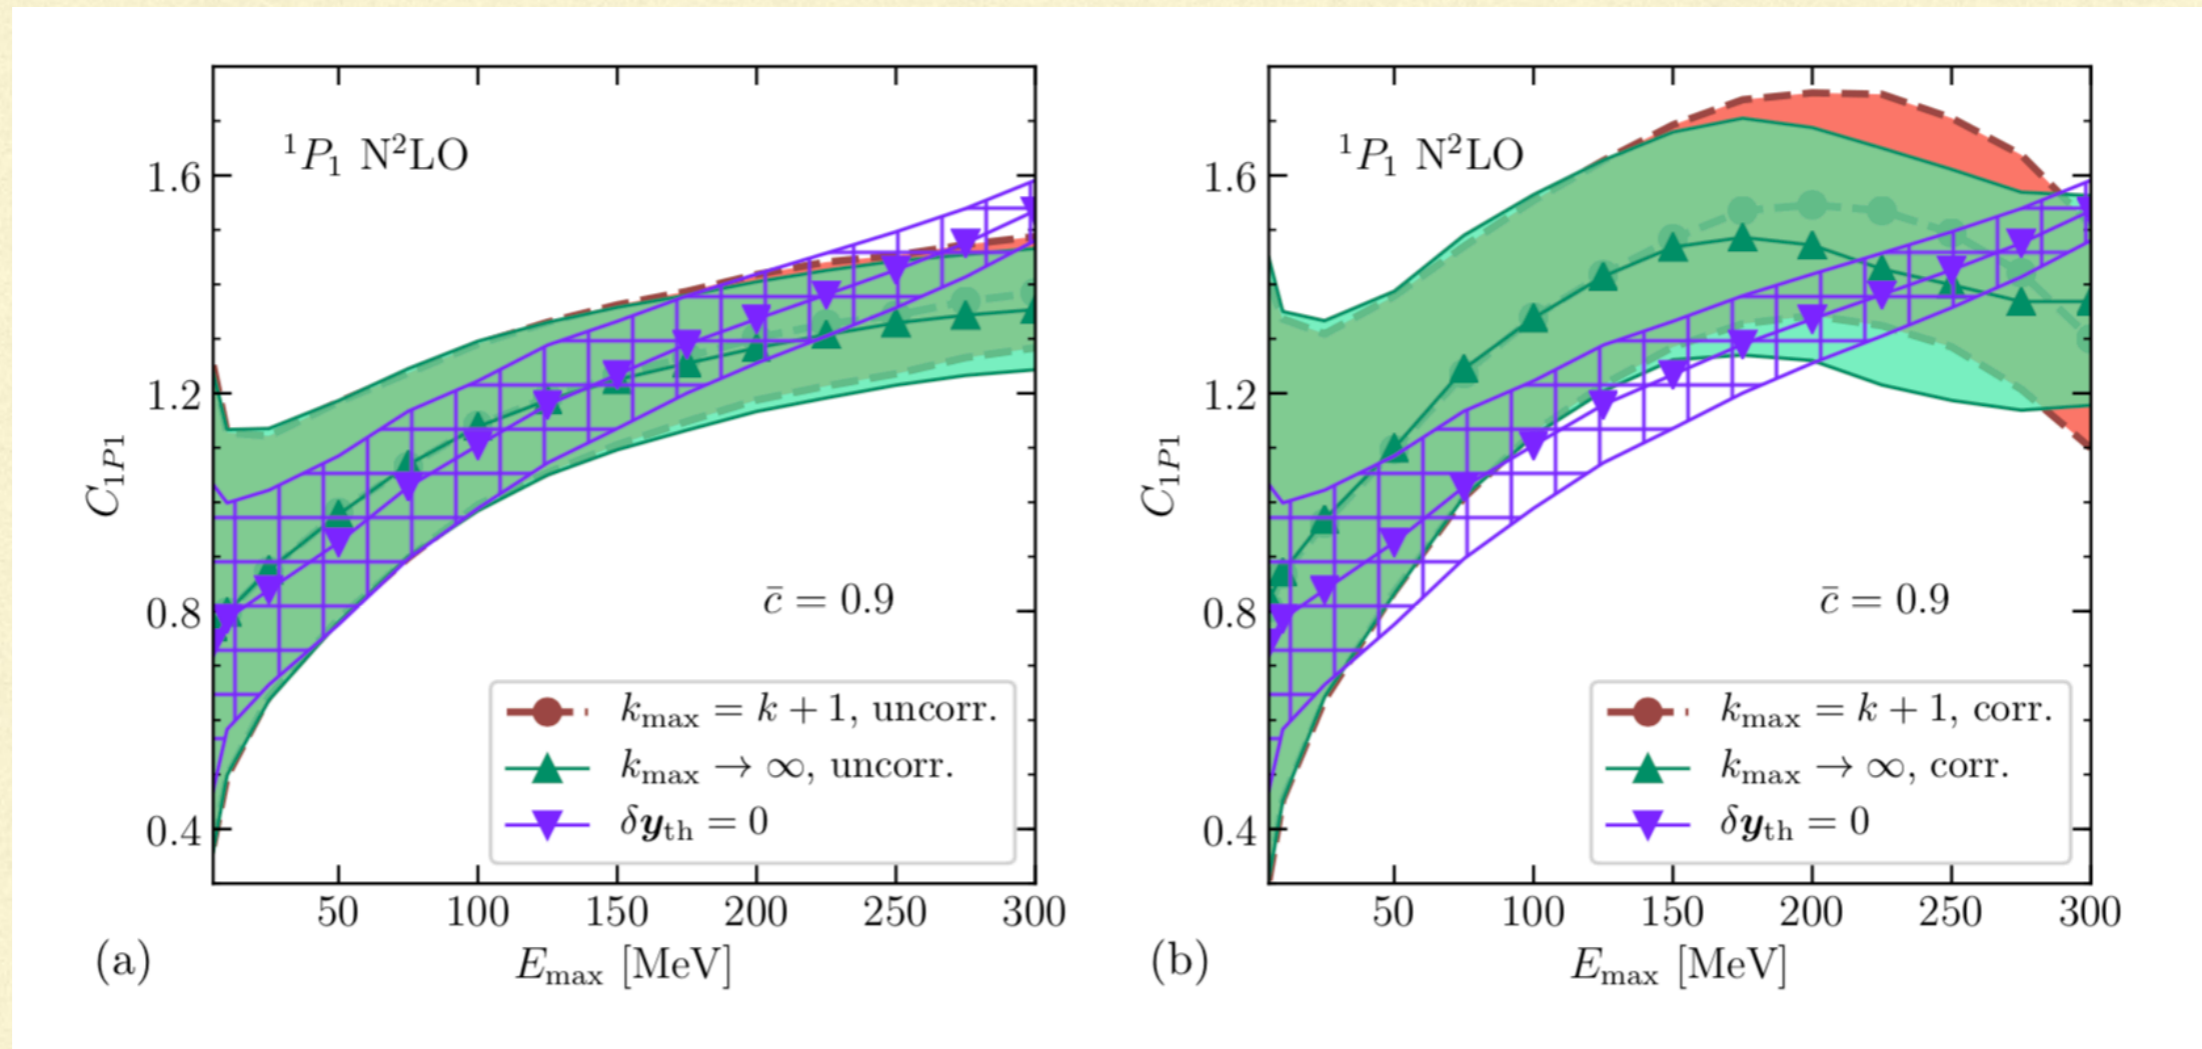 ¹P₁ N²LO
1.6
1.2
0.8
0.4
C₁P₁
c̄ = 0.9
k_max = k + 1, uncorr.
k_max → ∞, uncorr.
δy_th = 0
50 100 150 200 250 300
(a)
E_max [MeV]
¹P₁ N²LO
1.6
1.2
0.8
0.4
C₁P₁
c̄ = 0.9
k_max = k + 1, corr.
k_max → ∞, corr.
δy_th = 0
50 100 150 200 250 300
(b)
E_max [MeV]